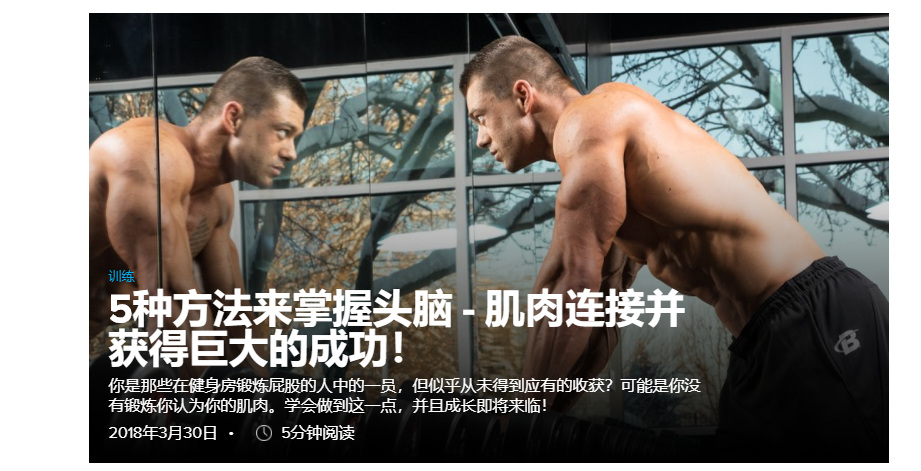 训练
5种方法来掌握头脑 - 肌肉连接并
获得巨大的成功！
你是那些在健身房锻炼屁股的人中的一员，但似乎从未得到应有的收获？可能是你没
有锻炼你认为你的肌肉。学会做到这一点，并且成长即将来临！
2018年3月30日 • 5分钟阅读
B